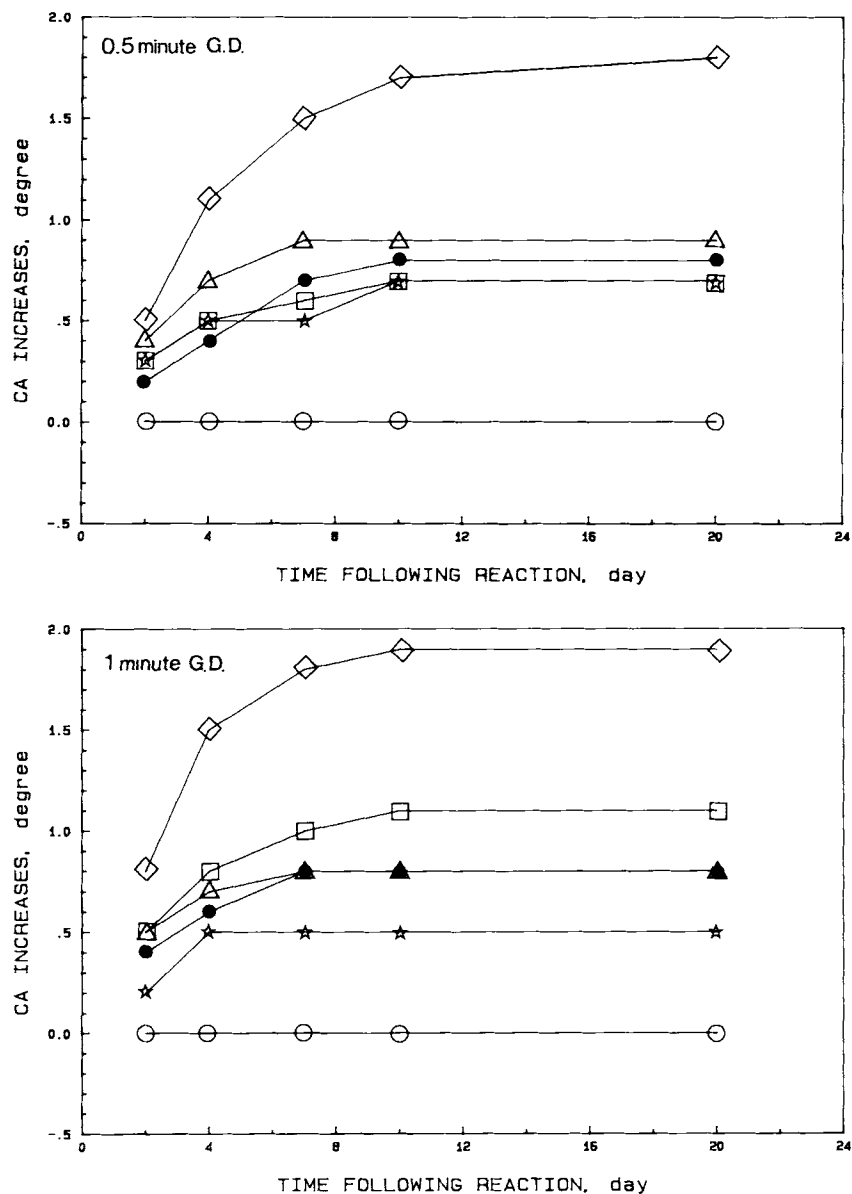 0.5 minute G.D.
2.0
1.5
1.0
.5
0.0
-.5
CA INCREASES, degree
0 4 8 12 16 20 24
TIME FOLLOWING REACTION, day
1 minute G.D.
2.0
1.5
1.0
.5
0.0
-.5
CA INCREASES, degree
0 4 8 12 16 20 24
TIME FOLLOWING REACTION, day